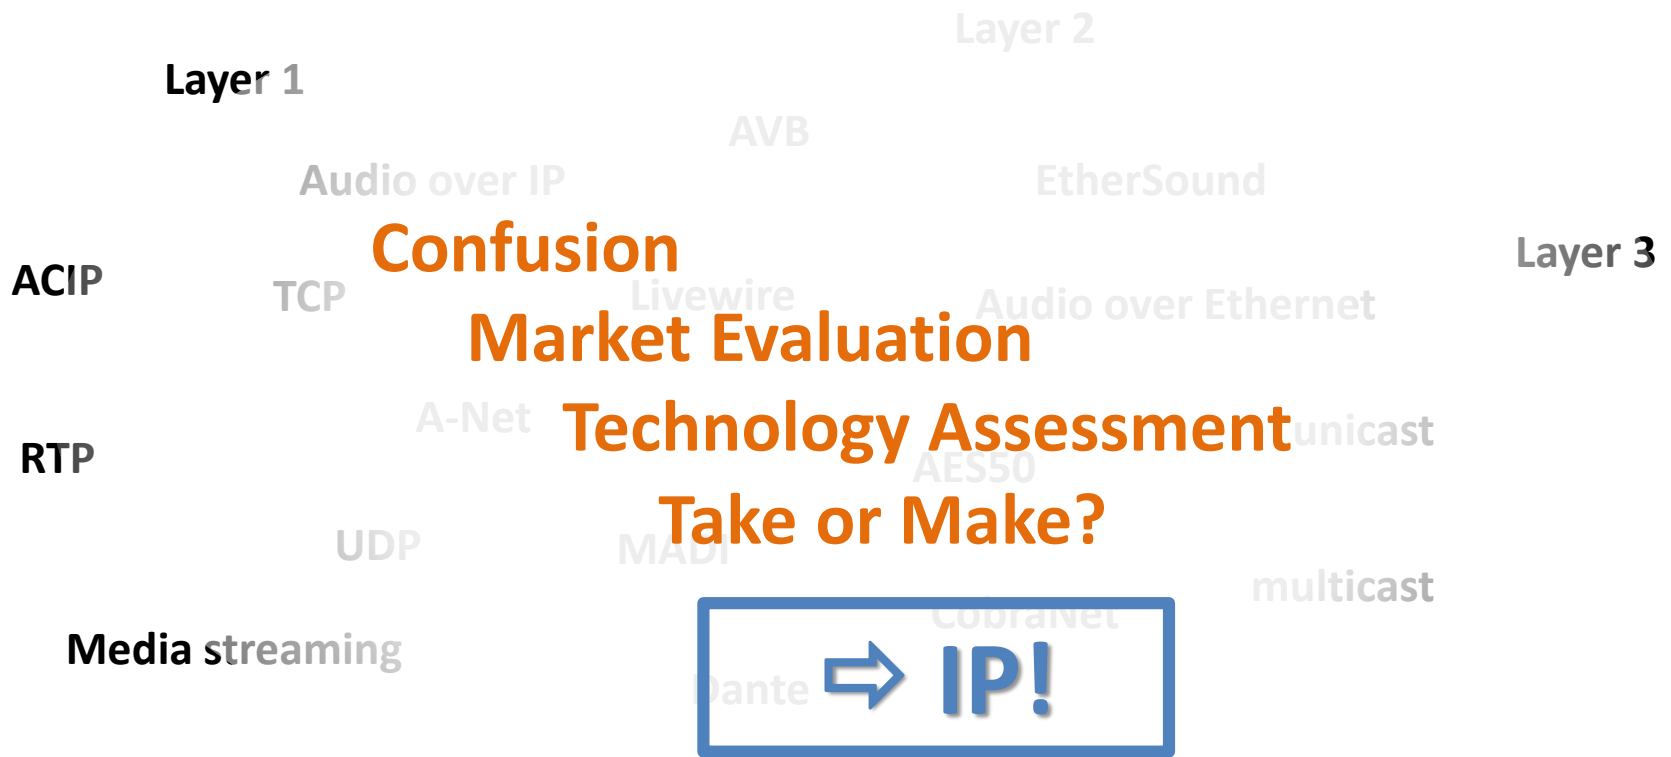 Layer 2
Layer 1
AVB
Audio over IP
EtherSound
Confusion
Layer 3
ACIP
TCP
Livewire
Audio over Ethernet
Market Evaluation
A-Net
Technology Assessment
unicast
RTP
AES50
Take or Make?
UDP
MADI
multicast
CobraNet
Media streaming
Dante
⇨ IP!